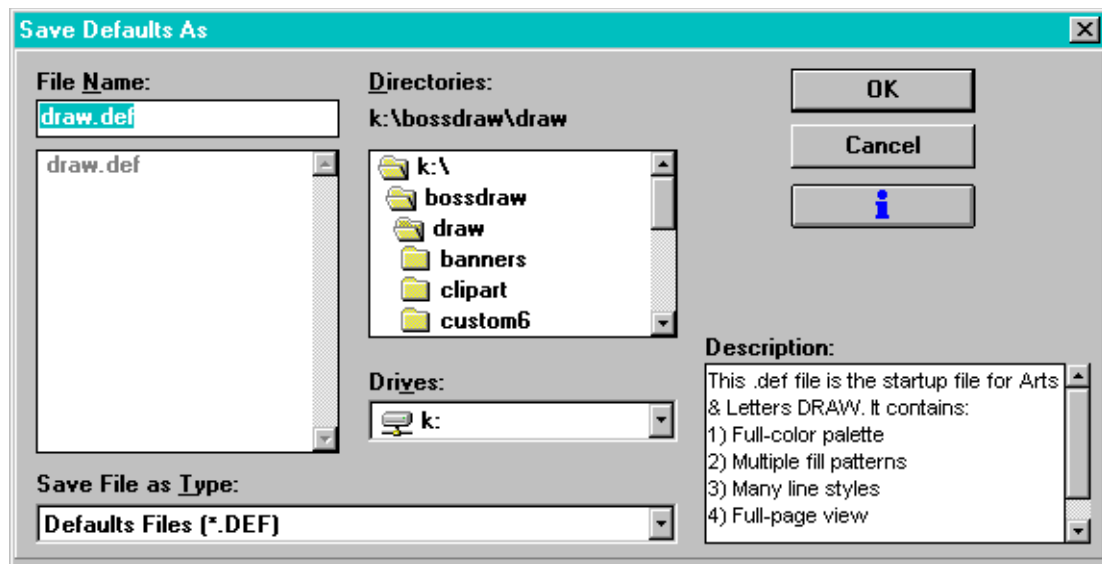 Save Defaults As
File Name:
draw.def
draw.def
Directories:
k:\bossdraw\draw
k:\
bossdraw
draw
banners
clipart
custom6
Drives:
k:
Save File as Type:
Defaults Files (*.DEF)
OK
Cancel
i
Description:
This .def file is the startup file for Arts
& Letters DRAW. It contains:
1) Full-color palette
2) Multiple fill patterns
3) Many line styles
4) Full-page view